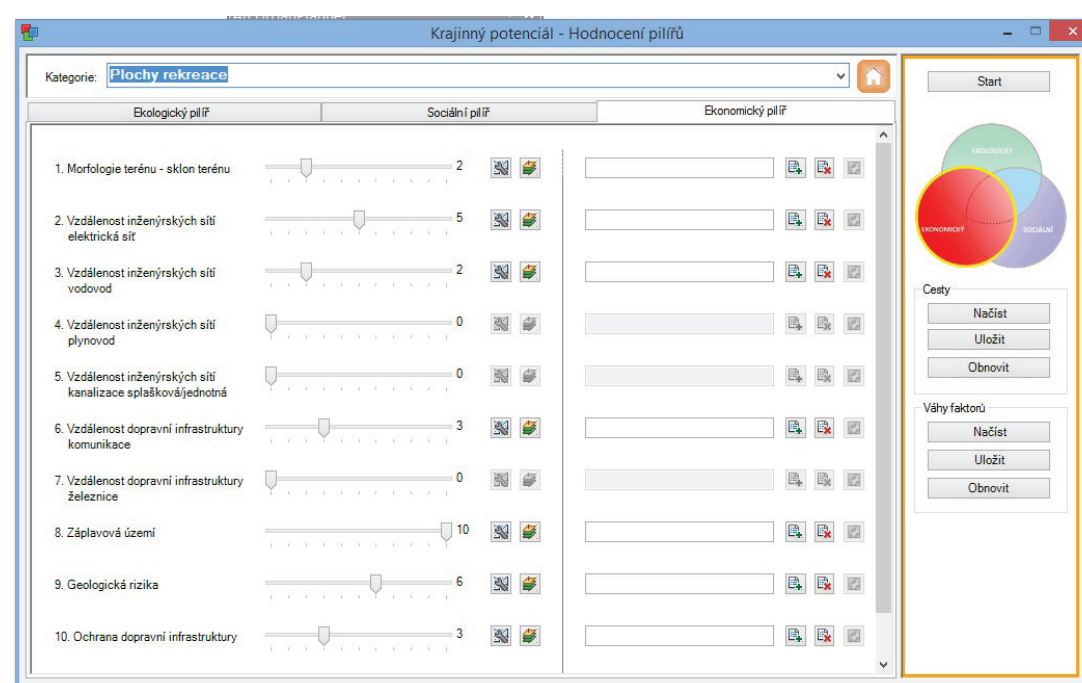 Krajinný potenciál - Hodnocení pilířů
Kategorie: Plochy rekreace
Ekologický pilíř Sociální pilíř Ekonomický pilíř
1. Morfologie terénu - sklon terénu 2
2. Vzdálenost inženýrských sítí 5
elektrická síť
3. Vzdálenost inženýrských sítí 2
vodovod
4. Vzdálenost inženýrských sítí 0
plynovod
5. Vzdálenost inženýrských sítí 0
kanalizace splašková/jednotná
6. Vzdálenost dopravní infrastruktury 3
komunikace
7. Vzdálenost dopravní infrastruktury 0
železnice
8. Záplavová území 10
9. Geologická rizika 6
10. Ochrana dopravní infrastruktury 3
Start
EKOLOGICKÝ
EKONOMICKÝ
SOCIÁLNÍ
Cesty
Načíst
Uložit
Obnovit
Váhy faktorů
Načíst
Uložit
Obnovit